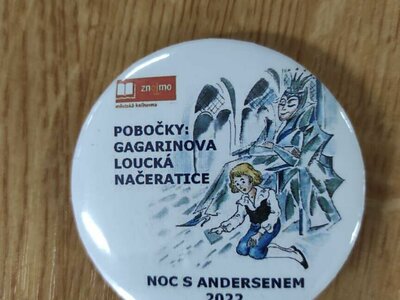 znojmo
městská knihovna
POBOČKY:
GAGARINOVA
LOUCKÁ
NAČERATICE
NOC S ANDERSENEM
2022